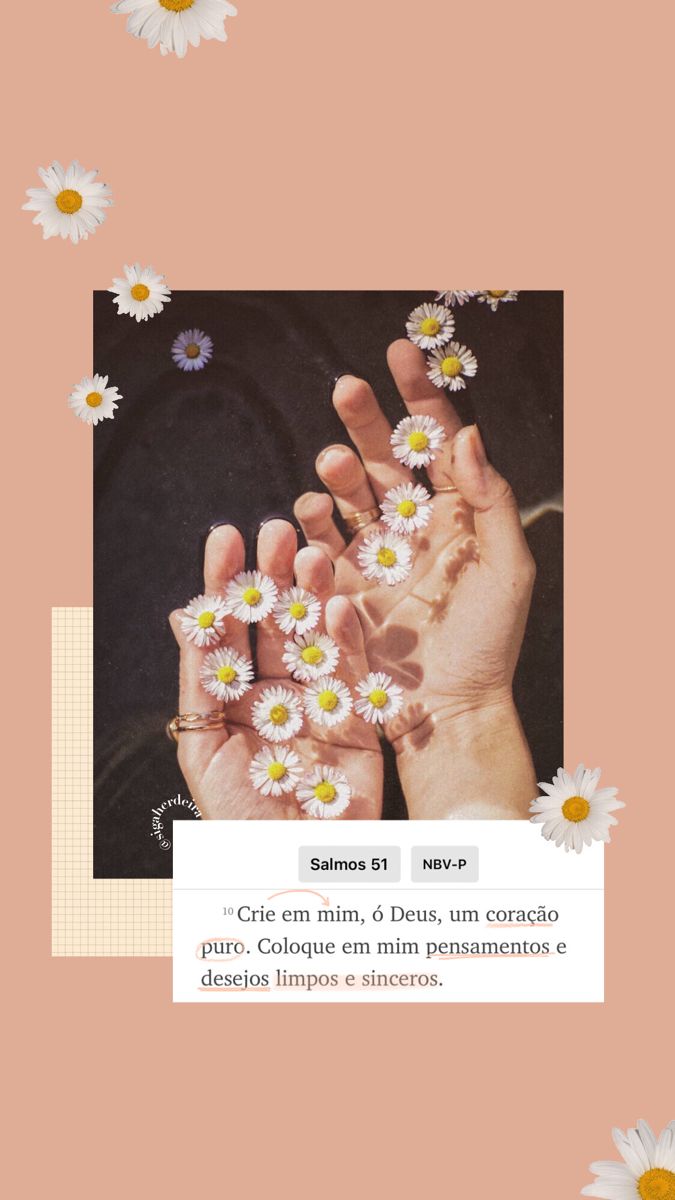 @sigaherdeira
Salmos 51 NBV-P
10 Crie em mim, ó Deus, um coração
puro. Coloque em mim pensamentos e
desejos limpos e sinceros.